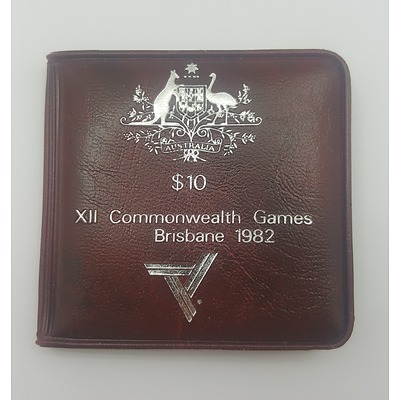 AUSTRALIA
$10
XII Commonwealth Games
Brisbane 1982
®